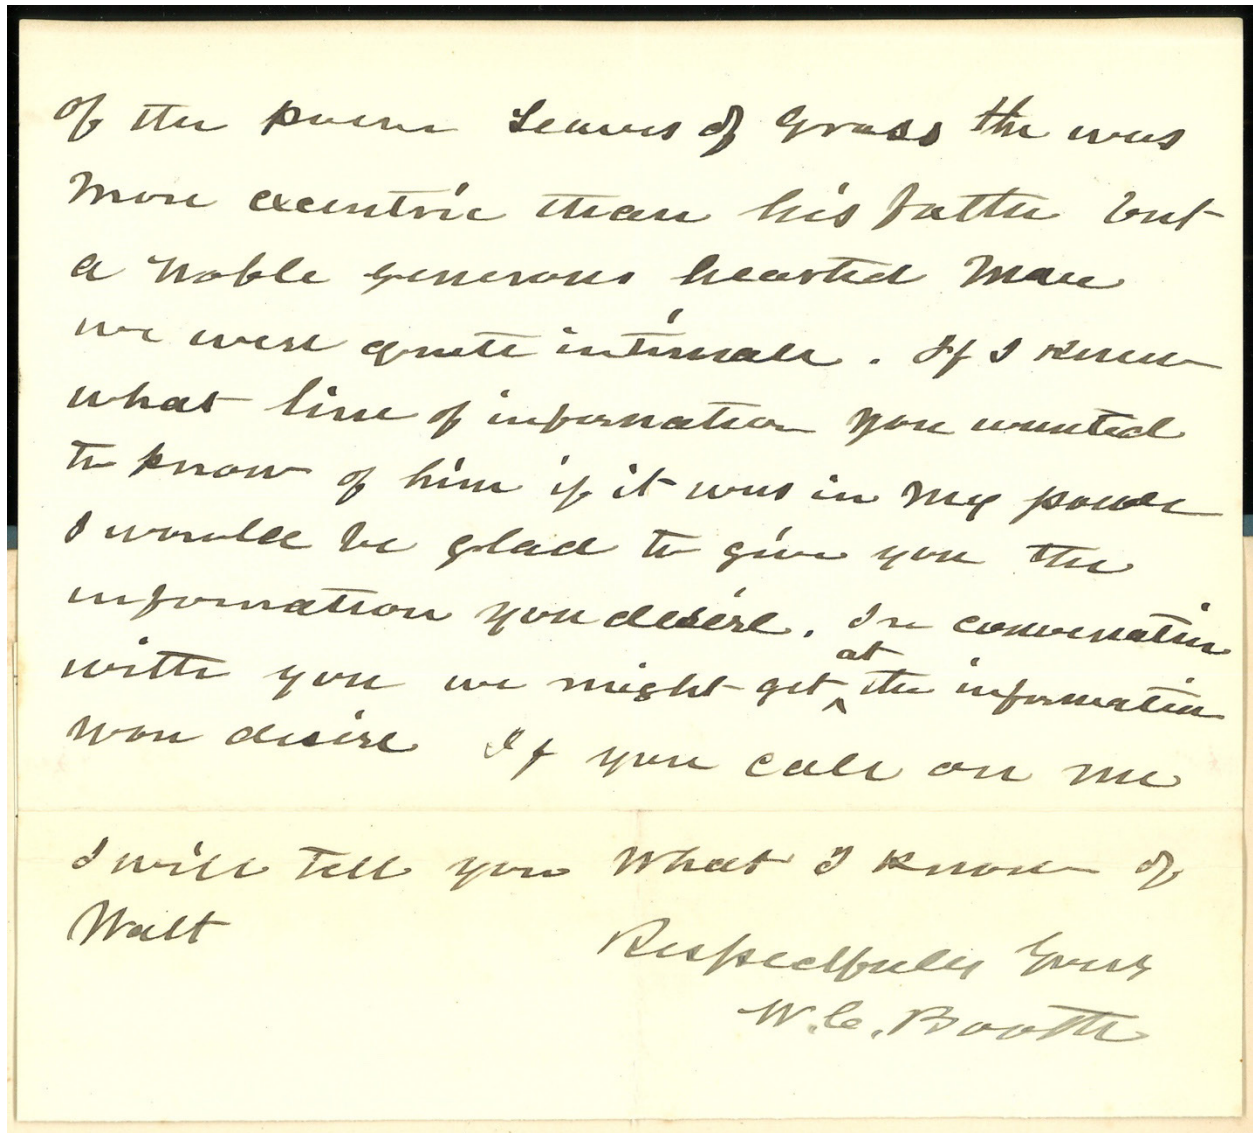 of the poem Leaves of Grass the was
more excentric than his father but
a noble generous hearted man
we were quite intimate. If I knew
what line of information you wanted
to know of him if it was in my power
I would be glad to give you the
information you desire. In conversation
with you we might get at the information
you desire If you call on me
I will tell you what I know of
Walt
Respectfully Yours
W.C. Booth